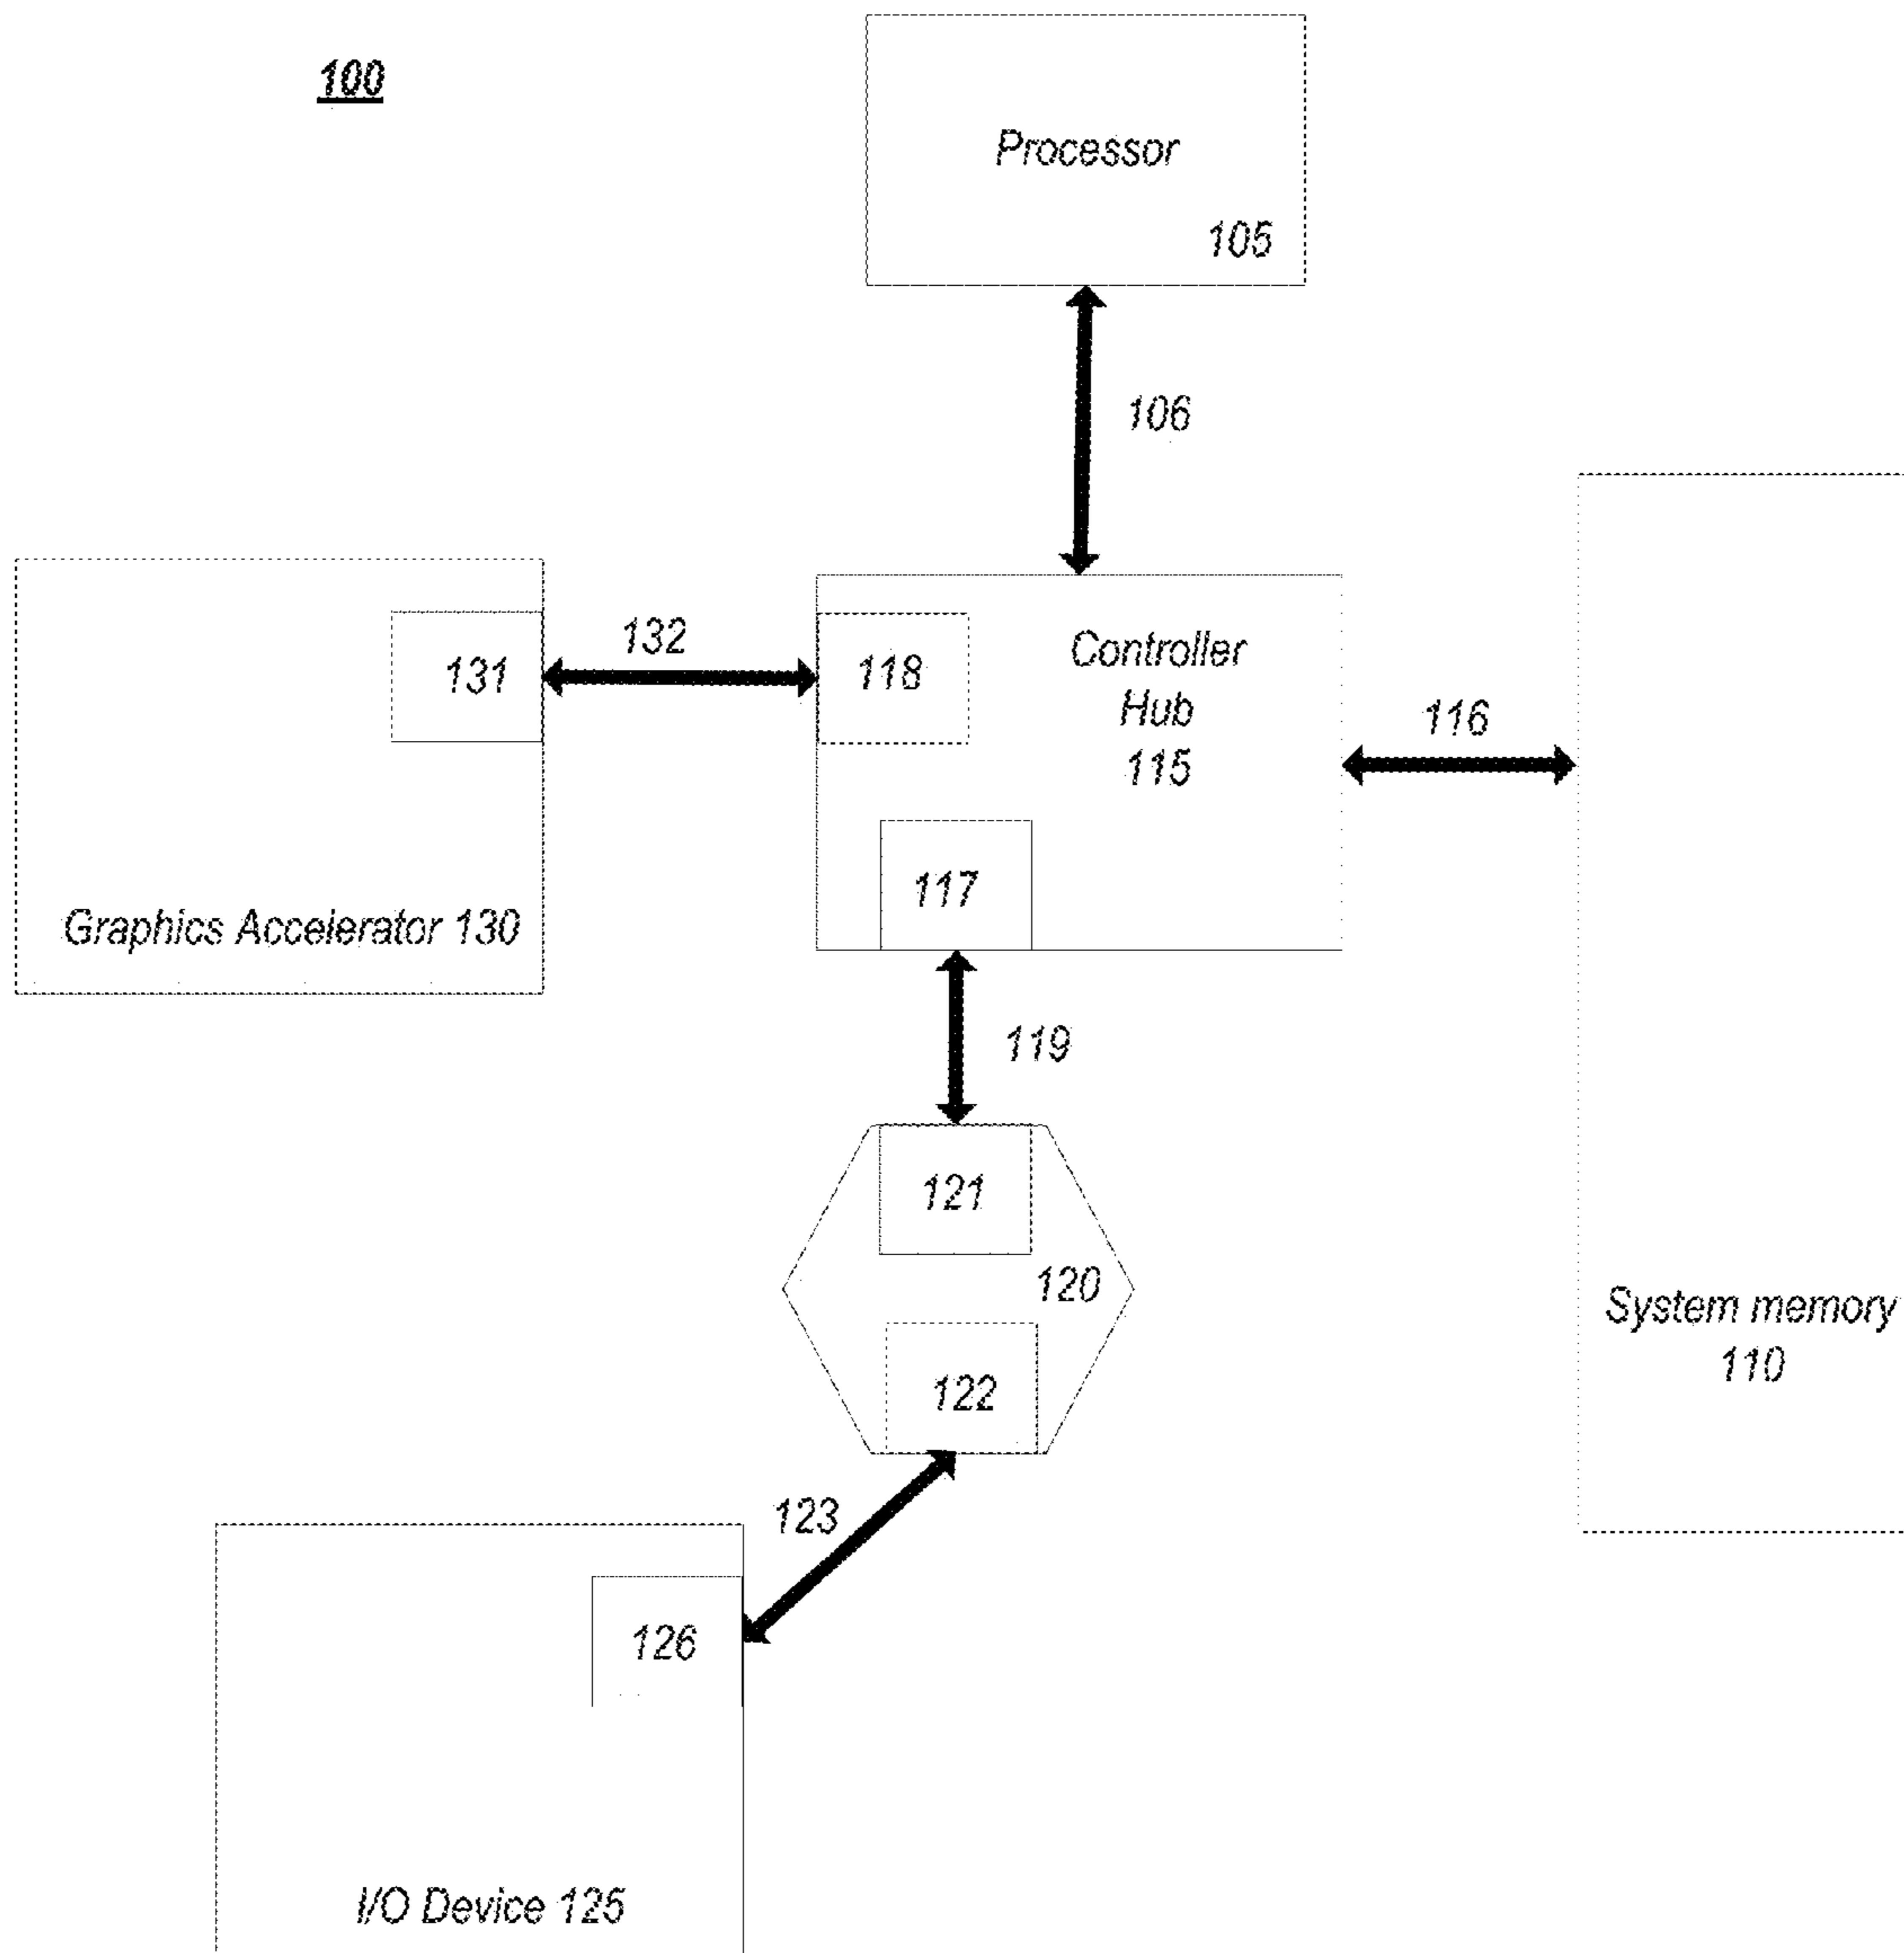 100
Processor
105
106
132
131
118
Controller
Hub
115
116
117
Graphics Accelerator 130
119
121
120
System memory
110
122
123
126
I/O Device 125